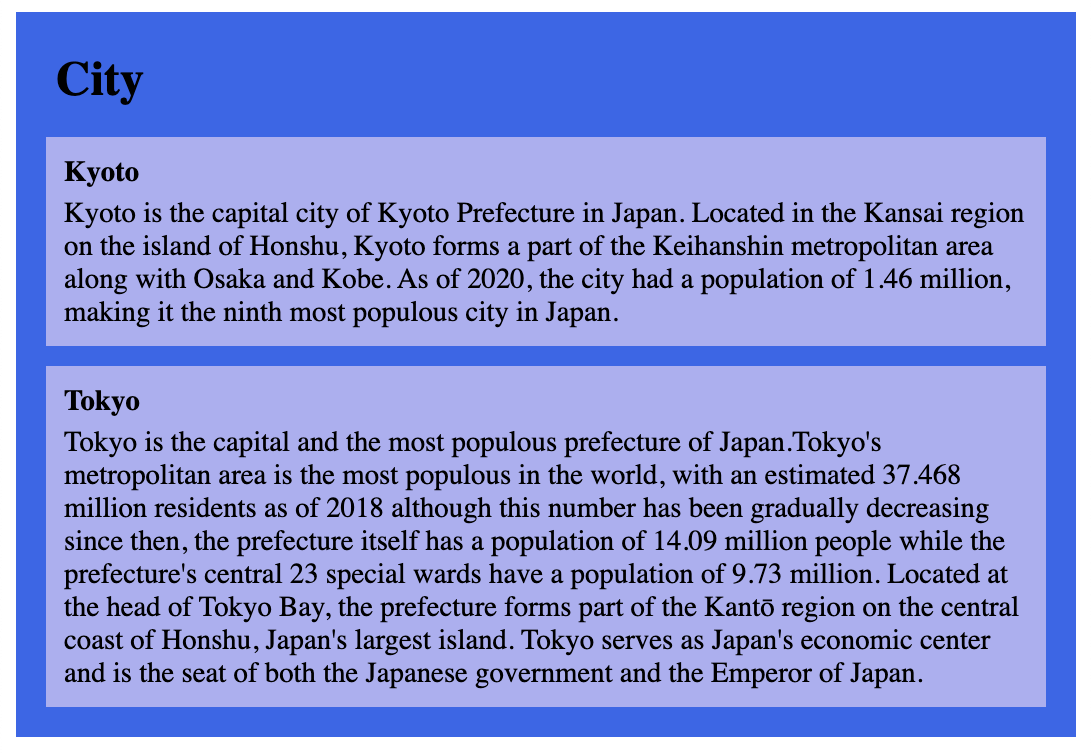 City
Kyoto
Kyoto is the capital city of Kyoto Prefecture in Japan. Located in the Kansai region
on the island of Honshu, Kyoto forms a part of the Keihanshin metropolitan area
along with Osaka and Kobe. As of 2020, the city had a population of 1.46 million,
making it the ninth most populous city in Japan.
Tokyo
Tokyo is the capital and the most populous prefecture of Japan.Tokyo's
metropolitan area is the most populous in the world, with an estimated 37.468
million residents as of 2018 although this number has been gradually decreasing
since then, the prefecture itself has a population of 14.09 million people while the
prefecture's central 23 special wards have a population of 9.73 million. Located at
the head of Tokyo Bay, the prefecture forms part of the Kantō region on the central
coast of Honshu, Japan's largest island. Tokyo serves as Japan's economic center
and is the seat of both the Japanese government and the Emperor of Japan.